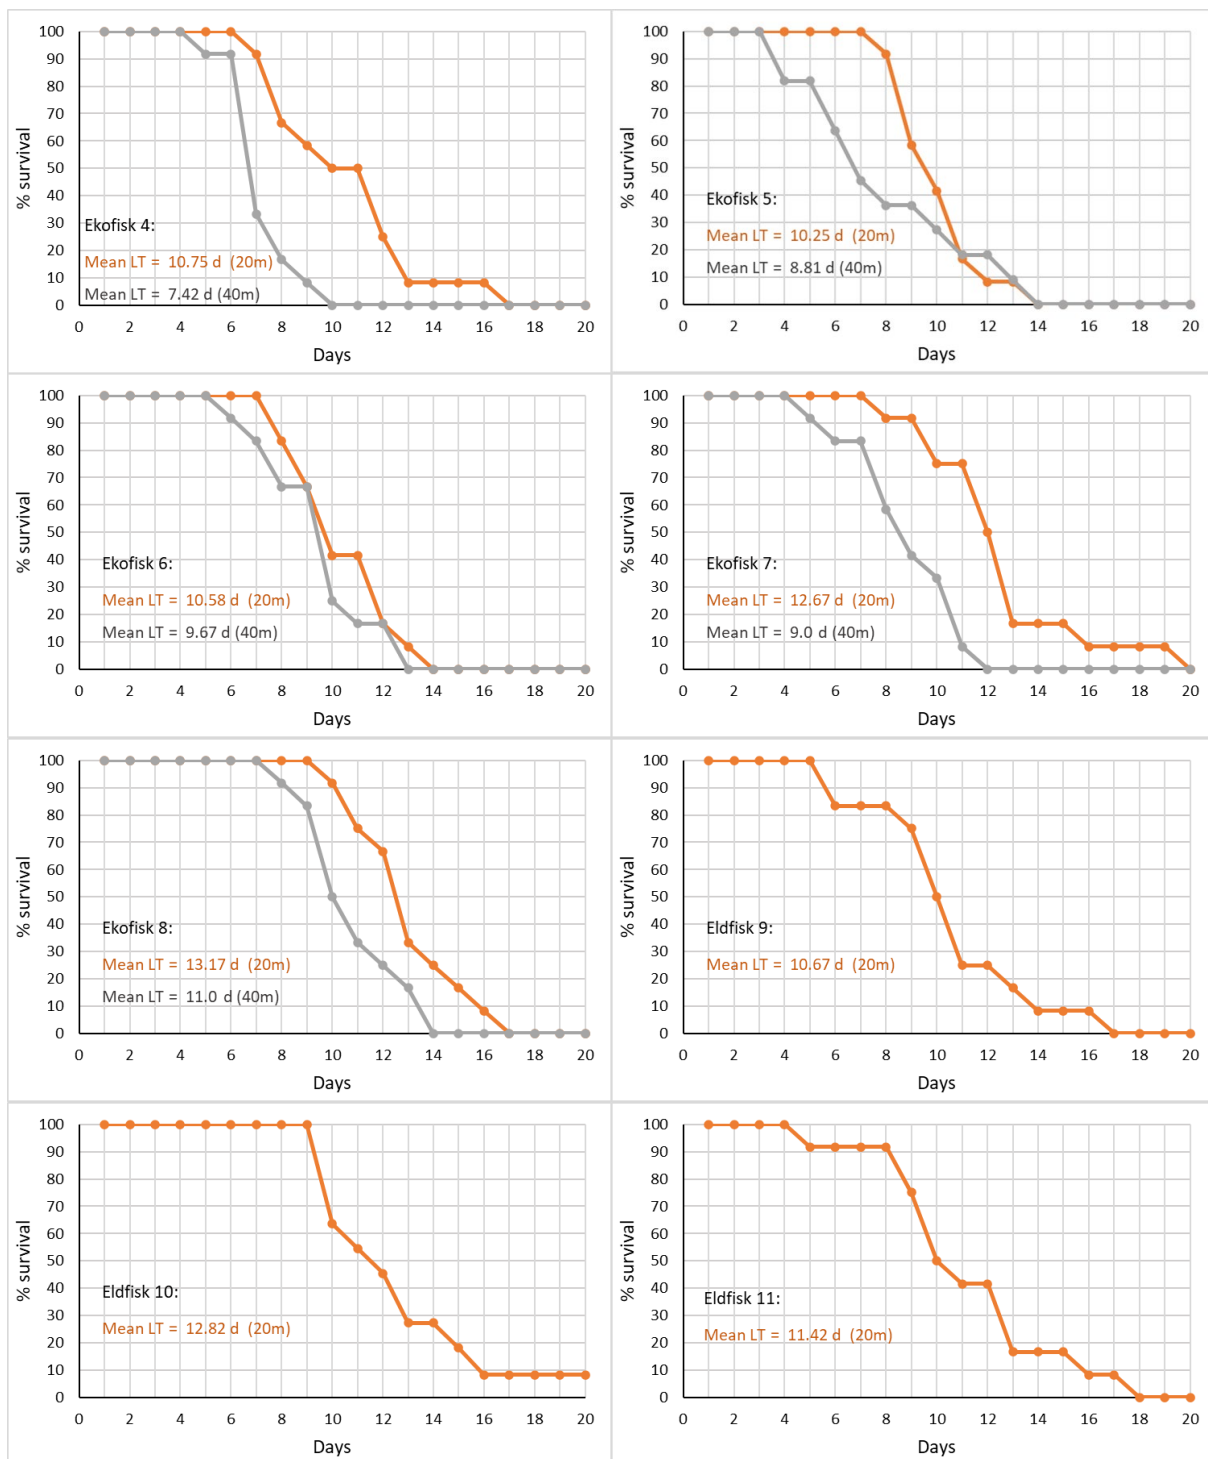 100
90
80
70
60
50
40
30
20
10
0
% survival
Ekofisk 4:
Mean LT = 10.75 d (20m)
Mean LT = 7.42 d (40m)
0 2 4 6 8 10 12 14 16 18 20
Days
100
90
80
70
60
50
40
30
20
10
0
% survival
Ekofisk 5:
Mean LT = 10.25 d (20m)
Mean LT = 8.81 d (40m)
0 2 4 6 8 10 12 14 16 18 20
Days
100
90
80
70
60
50
40
30
20
10
0
% survival
Ekofisk 6:
Mean LT = 10.58 d (20m)
Mean LT = 9.67 d (40m)
0 2 4 6 8 10 12 14 16 18 20
Days
100
90
80
70
60
50
40
30
20
10
0
% survival
Ekofisk 7:
Mean LT = 12.67 d (20m)
Mean LT = 9.0 d (40m)
0 2 4 6 8 10 12 14 16 18 20
Days
100
90
80
70
60
50
40
30
20
10
0
% survival
Ekofisk 8:
Mean LT = 13.17 d (20m)
Mean LT = 11.0 d (40m)
0 2 4 6 8 10 12 14 16 18 20
Days
100
90
80
70
60
50
40
30
20
10
0
% survival
Eldfisk 9:
Mean LT = 10.67 d (20m)
0 2 4 6 8 10 12 14 16 18 20
Days
100
90
80
70
60
50
40
30
20
10
0
% survival
Eldfisk 10:
Mean LT = 12.82 d (20m)
0 2 4 6 8 10 12 14 16 18 20
Days
100
90
80
70
60
50
40
30
20
10
0
% survival
Eldfisk 11:
Mean LT = 11.42 d (20m)
0 2 4 6 8 10 12 14 16 18 20
Days